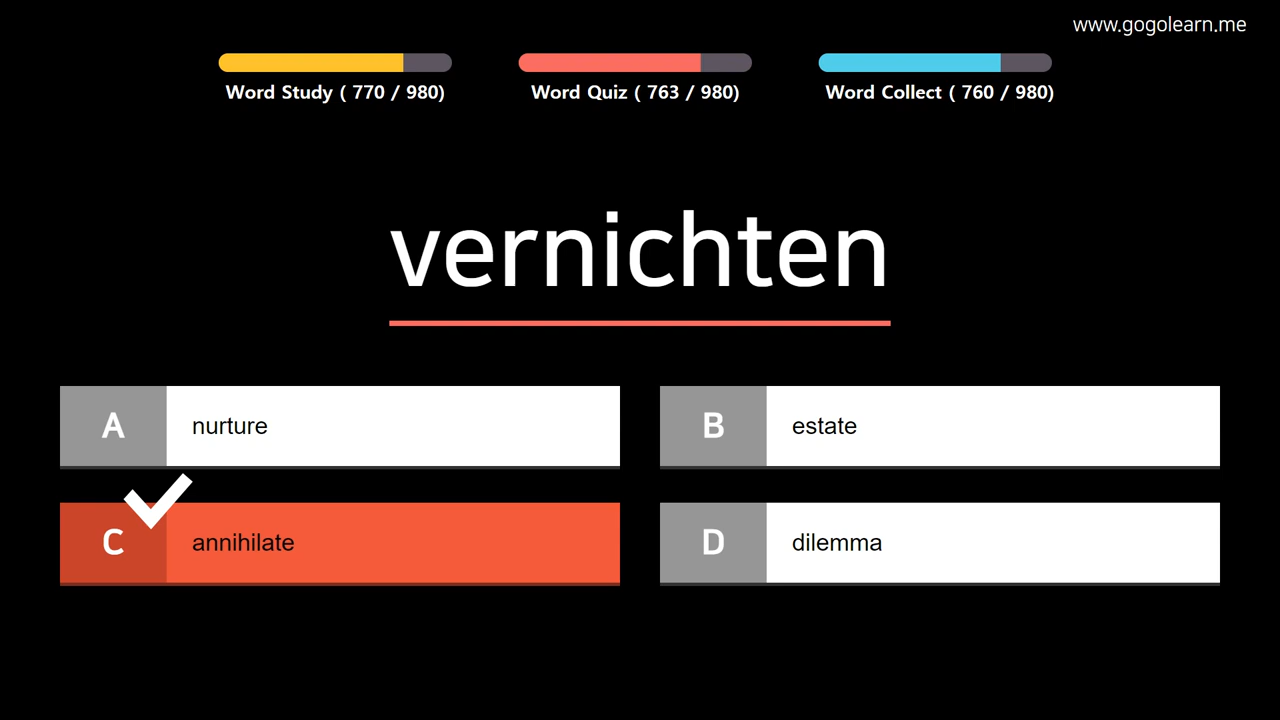 www.gogolearn.me
Word Study ( 770 / 980)
Word Quiz ( 763 / 980)
Word Collect ( 760 / 980)
vernichten
A nurture
B estate
C annihilate
D dilemma